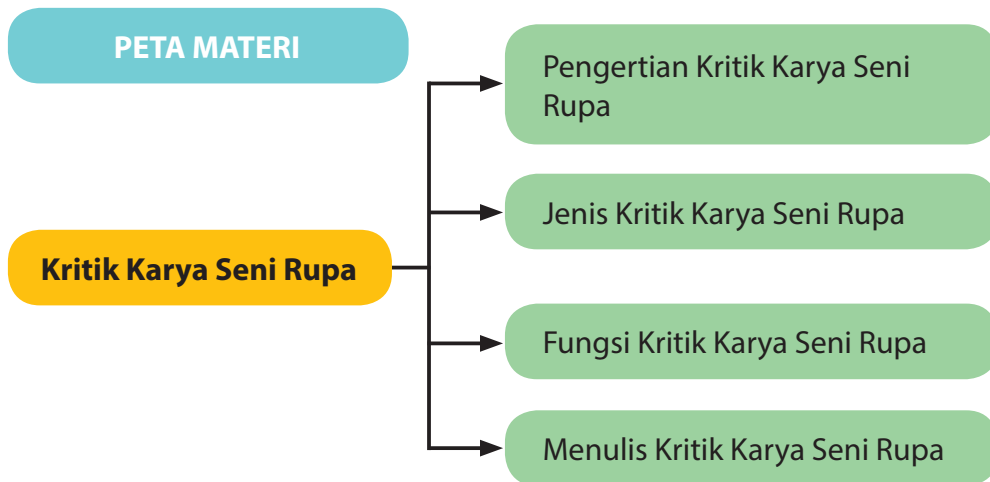 PETA MATERI
Pengertian Kritik Karya Seni
Rupa
Jenis Kritik Karya Seni Rupa
Kritik Karya Seni Rupa
Fungsi Kritik Karya Seni Rupa
Menulis Kritik Karya Seni Rupa